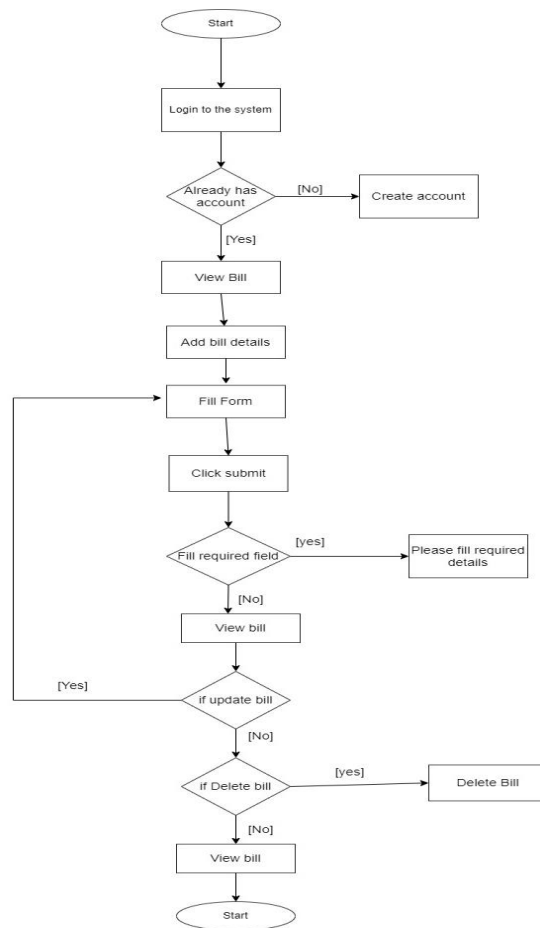 Start
Login to the system
Already has
account
[No]
Create account
[Yes]
View Bill
Add bill details
Fill Form
Click submit
Fill required field
[yes]
Please fill required
details
[No]
View bill
[Yes]
if update bill
[No]
if Delete bill
[yes]
Delete Bill
[No]
View bill
Start